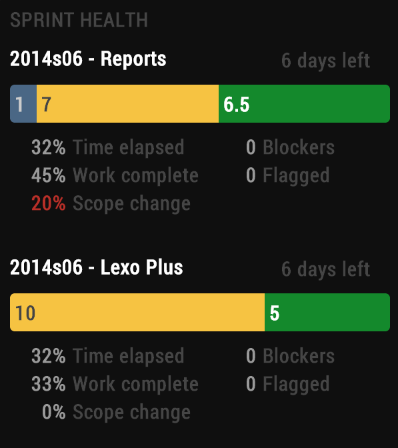 SPRINT HEALTH
2014s06 - Reports 6 days left
1 7 6.5
32% Time elapsed 0 Blockers
45% Work complete 0 Flagged
20% Scope change
2014s06 - Lexo Plus 6 days left
10 5
32% Time elapsed 0 Blockers
33% Work complete 0 Flagged
0% Scope change